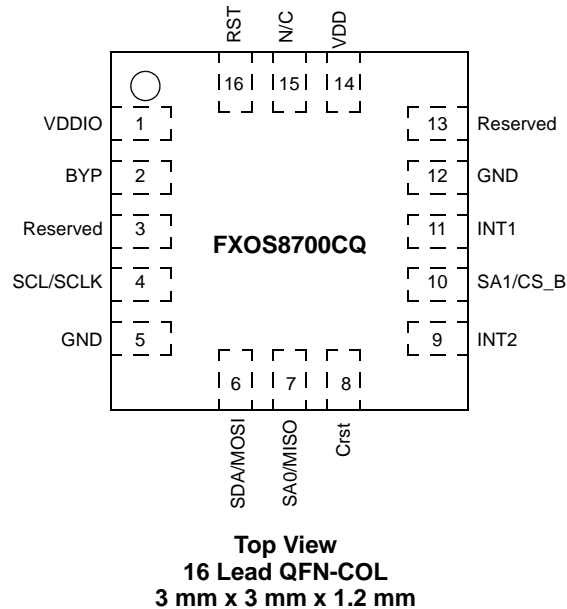 RST
N/C
VDD
16
15
14
VDDIO 1
13 Reserved
BYP 2
12 GND
Reserved 3
11 INT1
FXOS8700CQ
SCL/SCLK 4
10 SA1/CS_B
GND 5
9 INT2
6
7
8
SDA/MOSI
SA0/MISO
Crst
Top View
16 Lead QFN-COL
3 mm x 3 mm x 1.2 mm